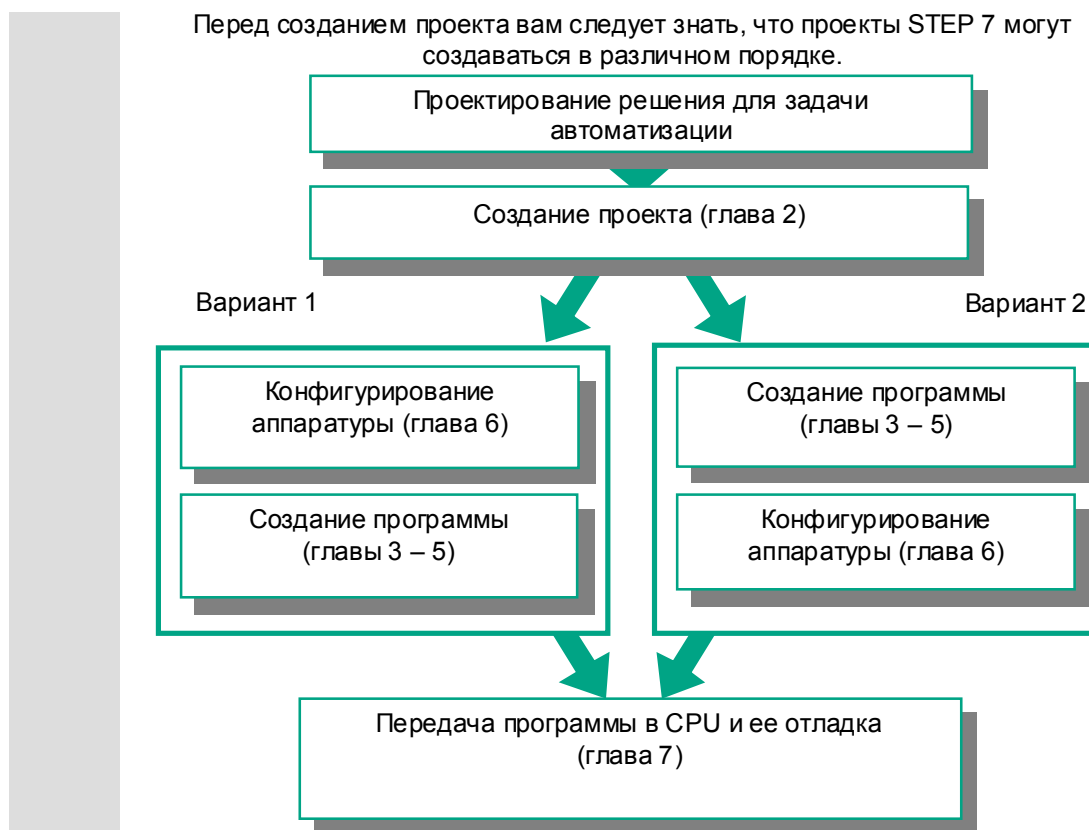 Перед созданием проекта вам следует знать, что проекты STEP 7 могут
создаваться в различном порядке.
Проектирование решения для задачи
автоматизации
Создание проекта (глава 2)
Вариант 1
Вариант 2
Конфигурирование
аппаратуры (глава 6)
Создание программы
(главы 3 – 5)
Создание программы
(главы 3 – 5)
Конфигурирование
аппаратуры (глава 6)
Передача программы в CPU и ее отладка
(глава 7)